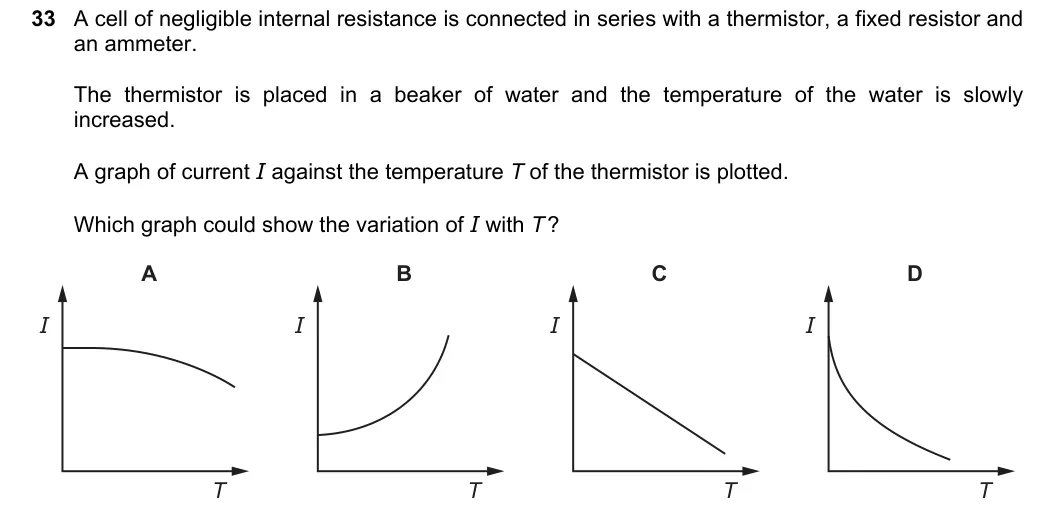 33 A cell of negligible internal resistance is connected in series with a thermistor, a fixed resistor and
an ammeter.
The thermistor is placed in a beaker of water and the temperature of the water is slowly
increased.
A graph of current I against the temperature T of the thermistor is plotted.
Which graph could show the variation of I with T?
A B C D
I I I I
T T T T